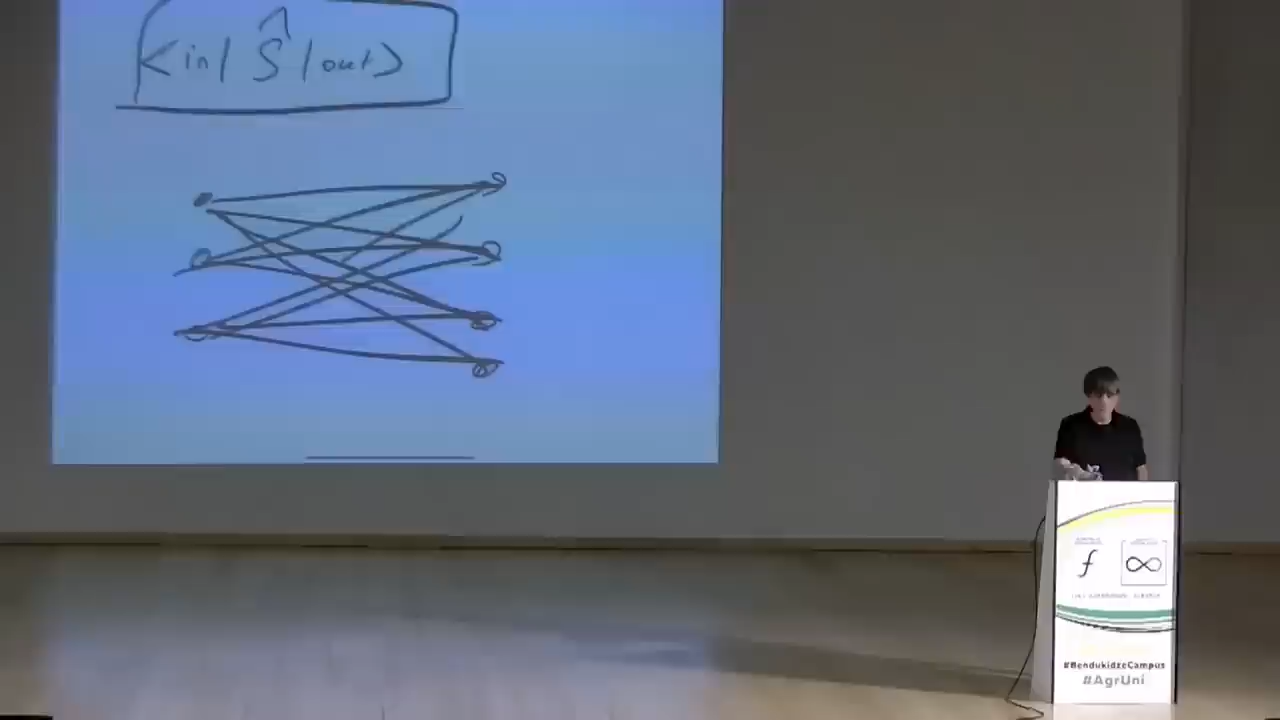 <in| Ŝ |out>
f
∞
#BendukidzeCampus
#AgrUni